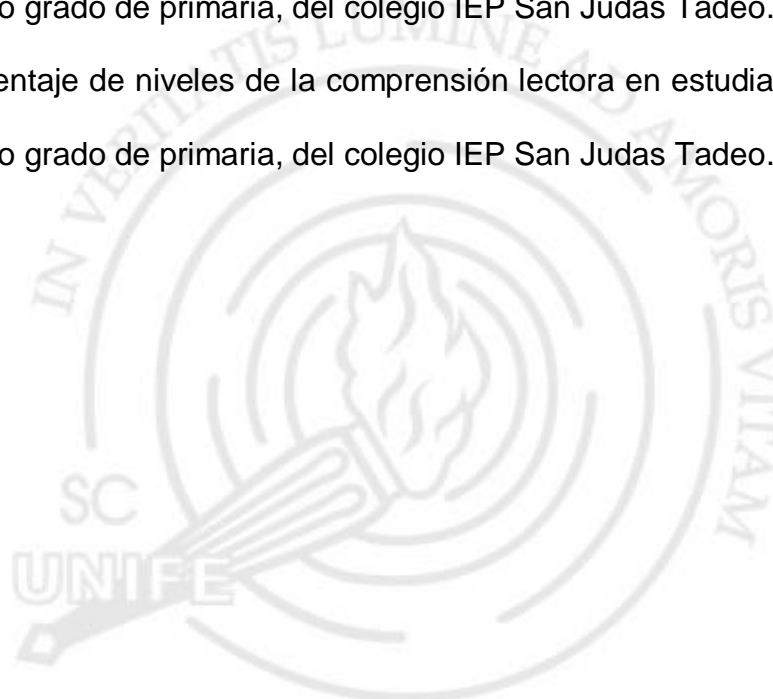 o grado de primaria, del colegio IEP San Judas Tadeo.
entaje de niveles de la comprensión lectora en estudia
o grado de primaria, del colegio IEP San Judas Tadeo.
IN VERITATIS LUMINE AD AMORIS VITAM
SC
UNIFE